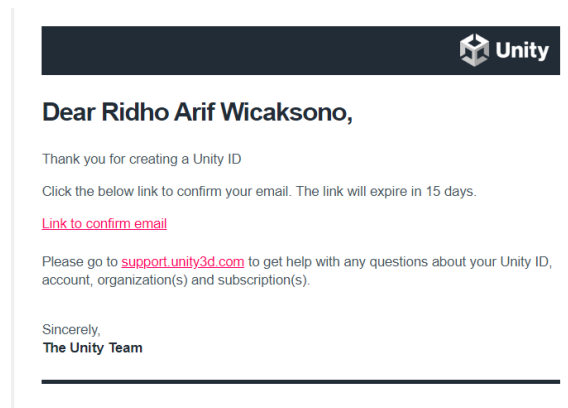 Unity
Dear Ridho Arif Wicaksono,
Thank you for creating a Unity ID
Click the below link to confirm your email. The link will expire in 15 days.
Link to confirm email
Please go to support.unity3d.com to get help with any questions about your Unity ID,
account, organization(s) and subscription(s).
Sincerely,
The Unity Team